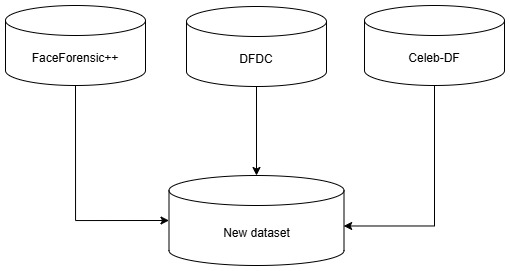 FaceForensic++
DFDC
Celeb-DF
New dataset